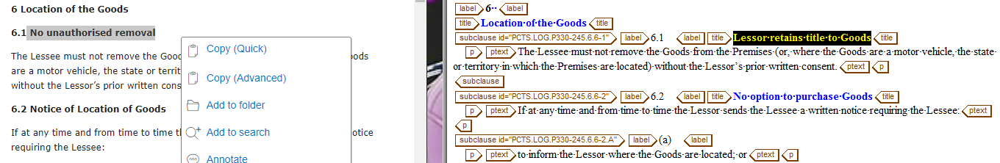 6 Location of the Goods
6.1 No unauthorised removal
The Lessee must not remove the Goo
ods
are a motor vehicle, the state or territ
without the Lessor's prior written cons
6.2 Notice of Location of Goods
If at any time and from time to time t
otice
requiring the Lessee:
Copy (Quick)
Copy (Advanced)
Add to folder
Add to search
Annotate
label 6·· label
title Location·of·the·Goods title
subclause id="PCTS.LOG.P330-245.6.6-1" label 6.1 label title Lessor·retains·title·to·Goods title
p ptext The·Lessee·must·not·remove·the·Goods·from·the·Premises·(or,·where·the·Goods·are·a·motor·vehicle,·the·state·
or·territory·in·which·the·Premises·are·located)·without·the·Lessor's·prior·written·consent. ptext p
subclause
subclause id="PCTS.LOG.P330-245.6.6-2" label 6.2 label title No·option·to·purchase·Goods title
p ptext If·at·any·time·and·from·time·to·time·the·Lessor·sends·the·Lessee·a·written·notice·requiring·the·Lessee: ptext
p
subclause id="PCTS.LOG.P330-245.6.6-2.A" label (a) label
p ptext to·inform·the·Lessor·where·the·Goods·are·located;·or ptext p